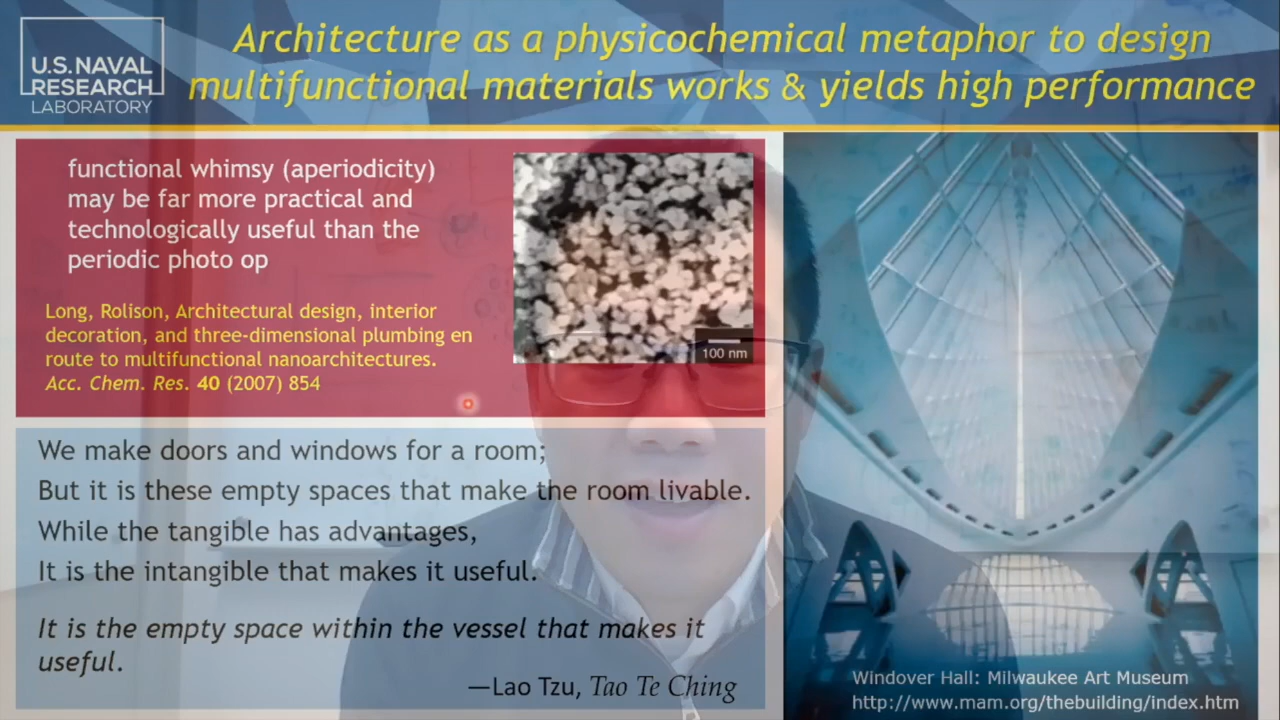 U.S. NAVAL
RESEARCH
LABORATORY
Architecture as a physicochemical metaphor to design
multifunctional materials works & yields high performance
functional whimsy (aperiodicity)
may be far more practical and
technologically useful than the
periodic photo op
Long, Rolison, Architectural design, interior
decoration, and three-dimensional plumbing en
route to multifunctional nanoarchitectures.
Acc. Chem. Res. 40 (2007) 854
100 nm
We make doors and windows for a room;
But it is these empty spaces that make the room livable.
While the tangible has advantages,
It is the intangible that makes it useful.
It is the empty space within the vessel that makes it
useful.
—Lao Tzu, Tao Te Ching
Windover Hall: Milwaukee Art Museum
http://www.mam.org/thebuilding/index.htm